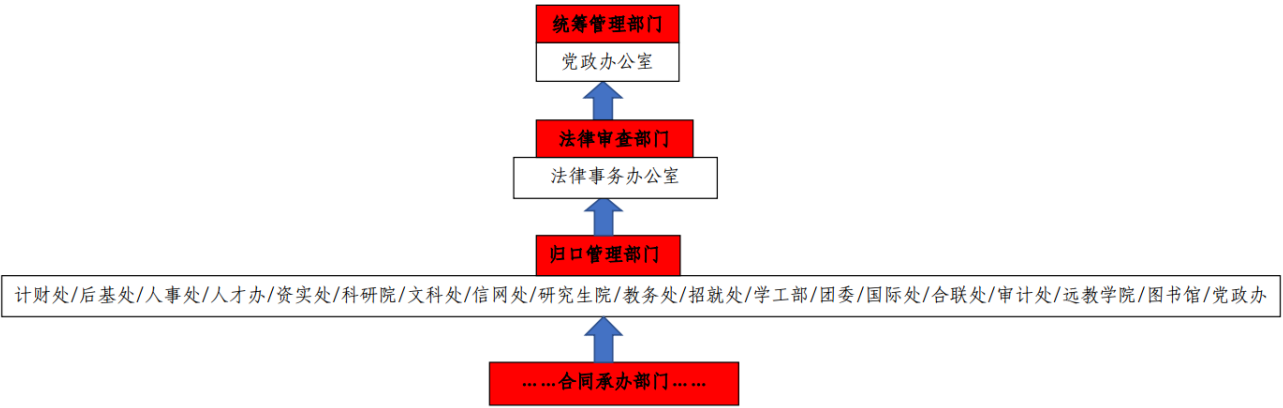 统筹管理部门
党政办公室
法律审查部门
法律事务办公室
归口管理部门
计财处/后基处/人事处/人才办/资实处/科研院/文科处/信网处/研究生院/教务处/招就处/学工部/团委/国际处/合联处/审计处/远教学院/图书馆/党政办
……合同承办部门……